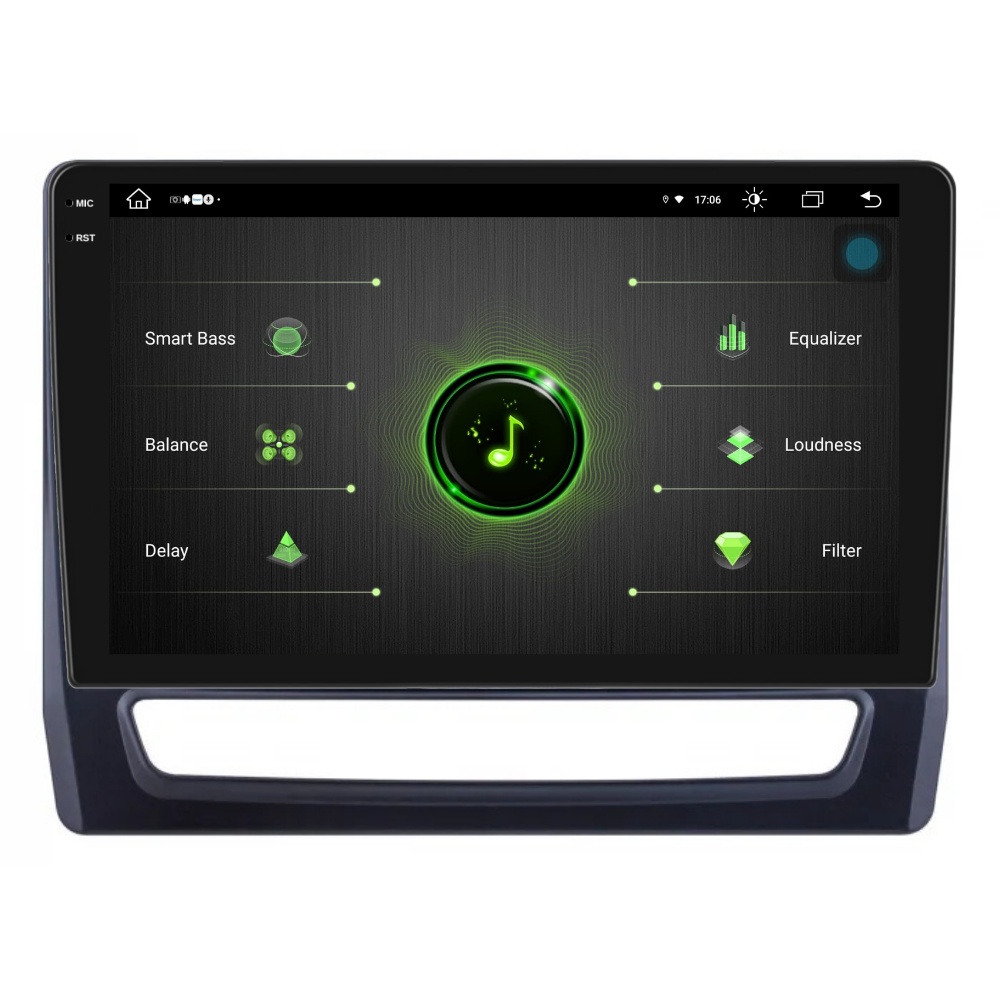 MIC
17:06
RST
Smart Bass
Equalizer
Balance
Loudness
Delay
Filter